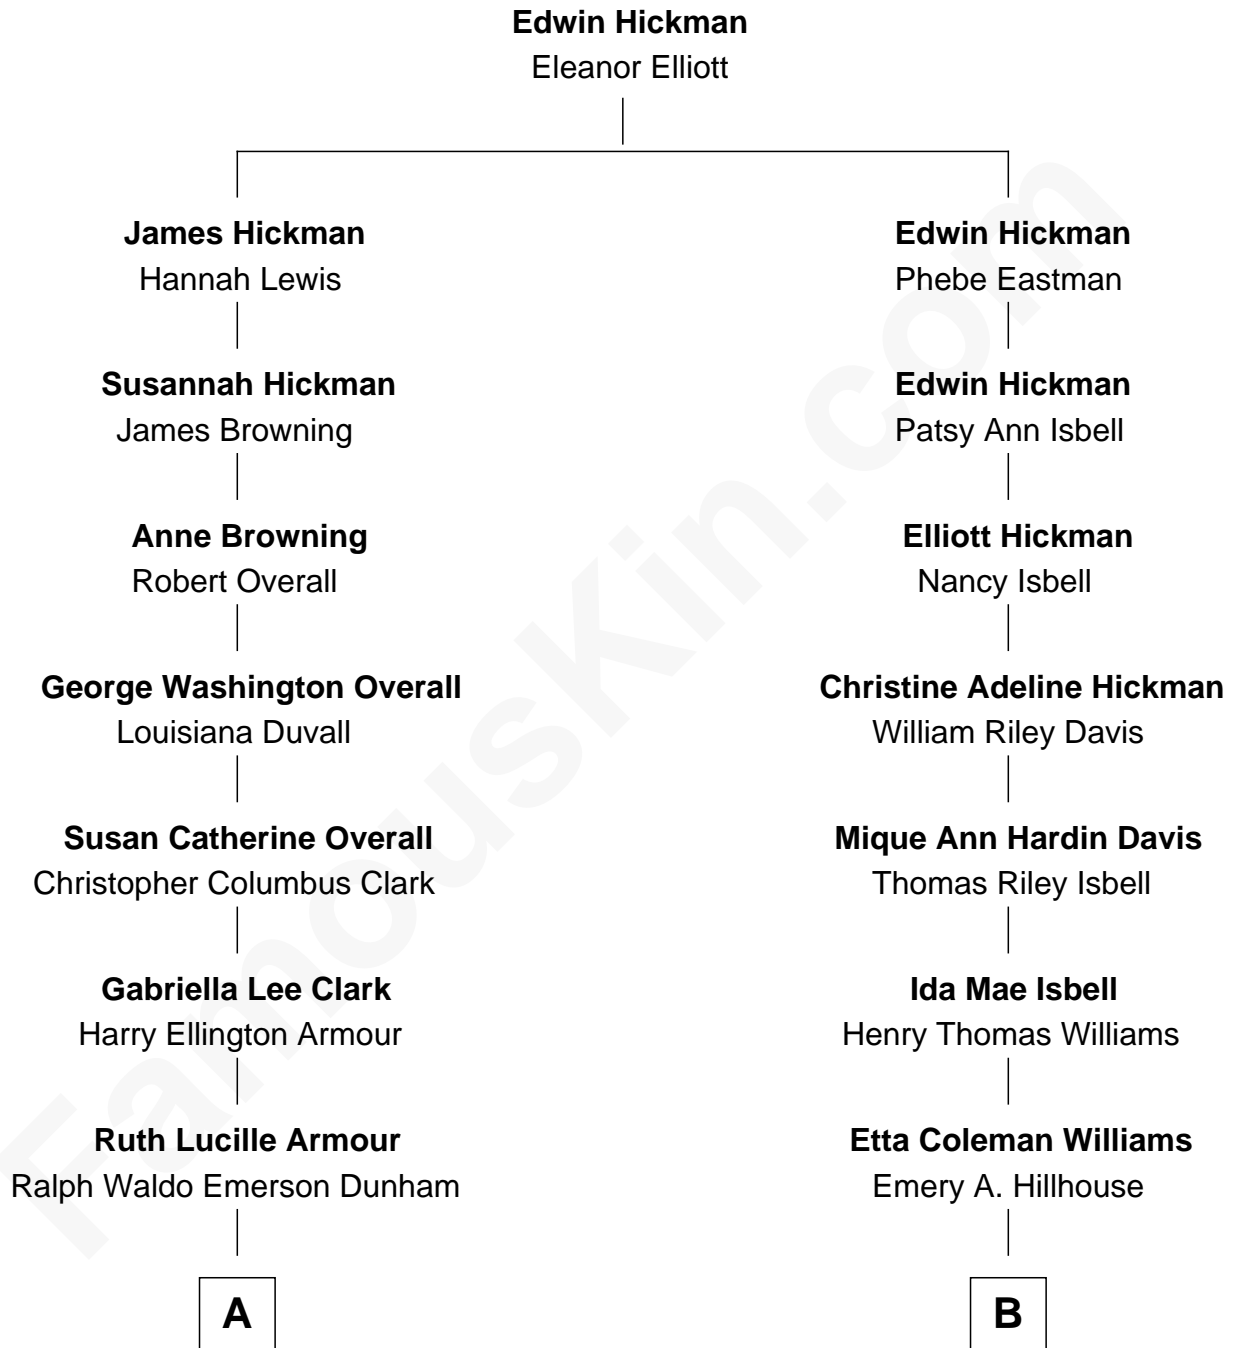 Edwin Hickman
Eleanor Elliott
James Hickman
Hannah Lewis
Susannah Hickman
James Browning
Anne Browning
Robert Overall
George Washington Overall
Louisiana Duvall
Susan Catherine Overall
Christopher Columbus Clark
Gabriella Lee Clark
Harry Ellington Armour
Ruth Lucille Armour
Ralph Waldo Emerson Dunham
A
Edwin Hickman
Phebe Eastman
Edwin Hickman
Patsy Ann Isbell
Elliott Hickman
Nancy Isbell
Christine Adeline Hickman
William Riley Davis
Mique Ann Hardin Davis
Thomas Riley Isbell
Ida Mae Isbell
Henry Thomas Williams
Etta Coleman Williams
Emery A. Hillhouse
B
FamousKin.com